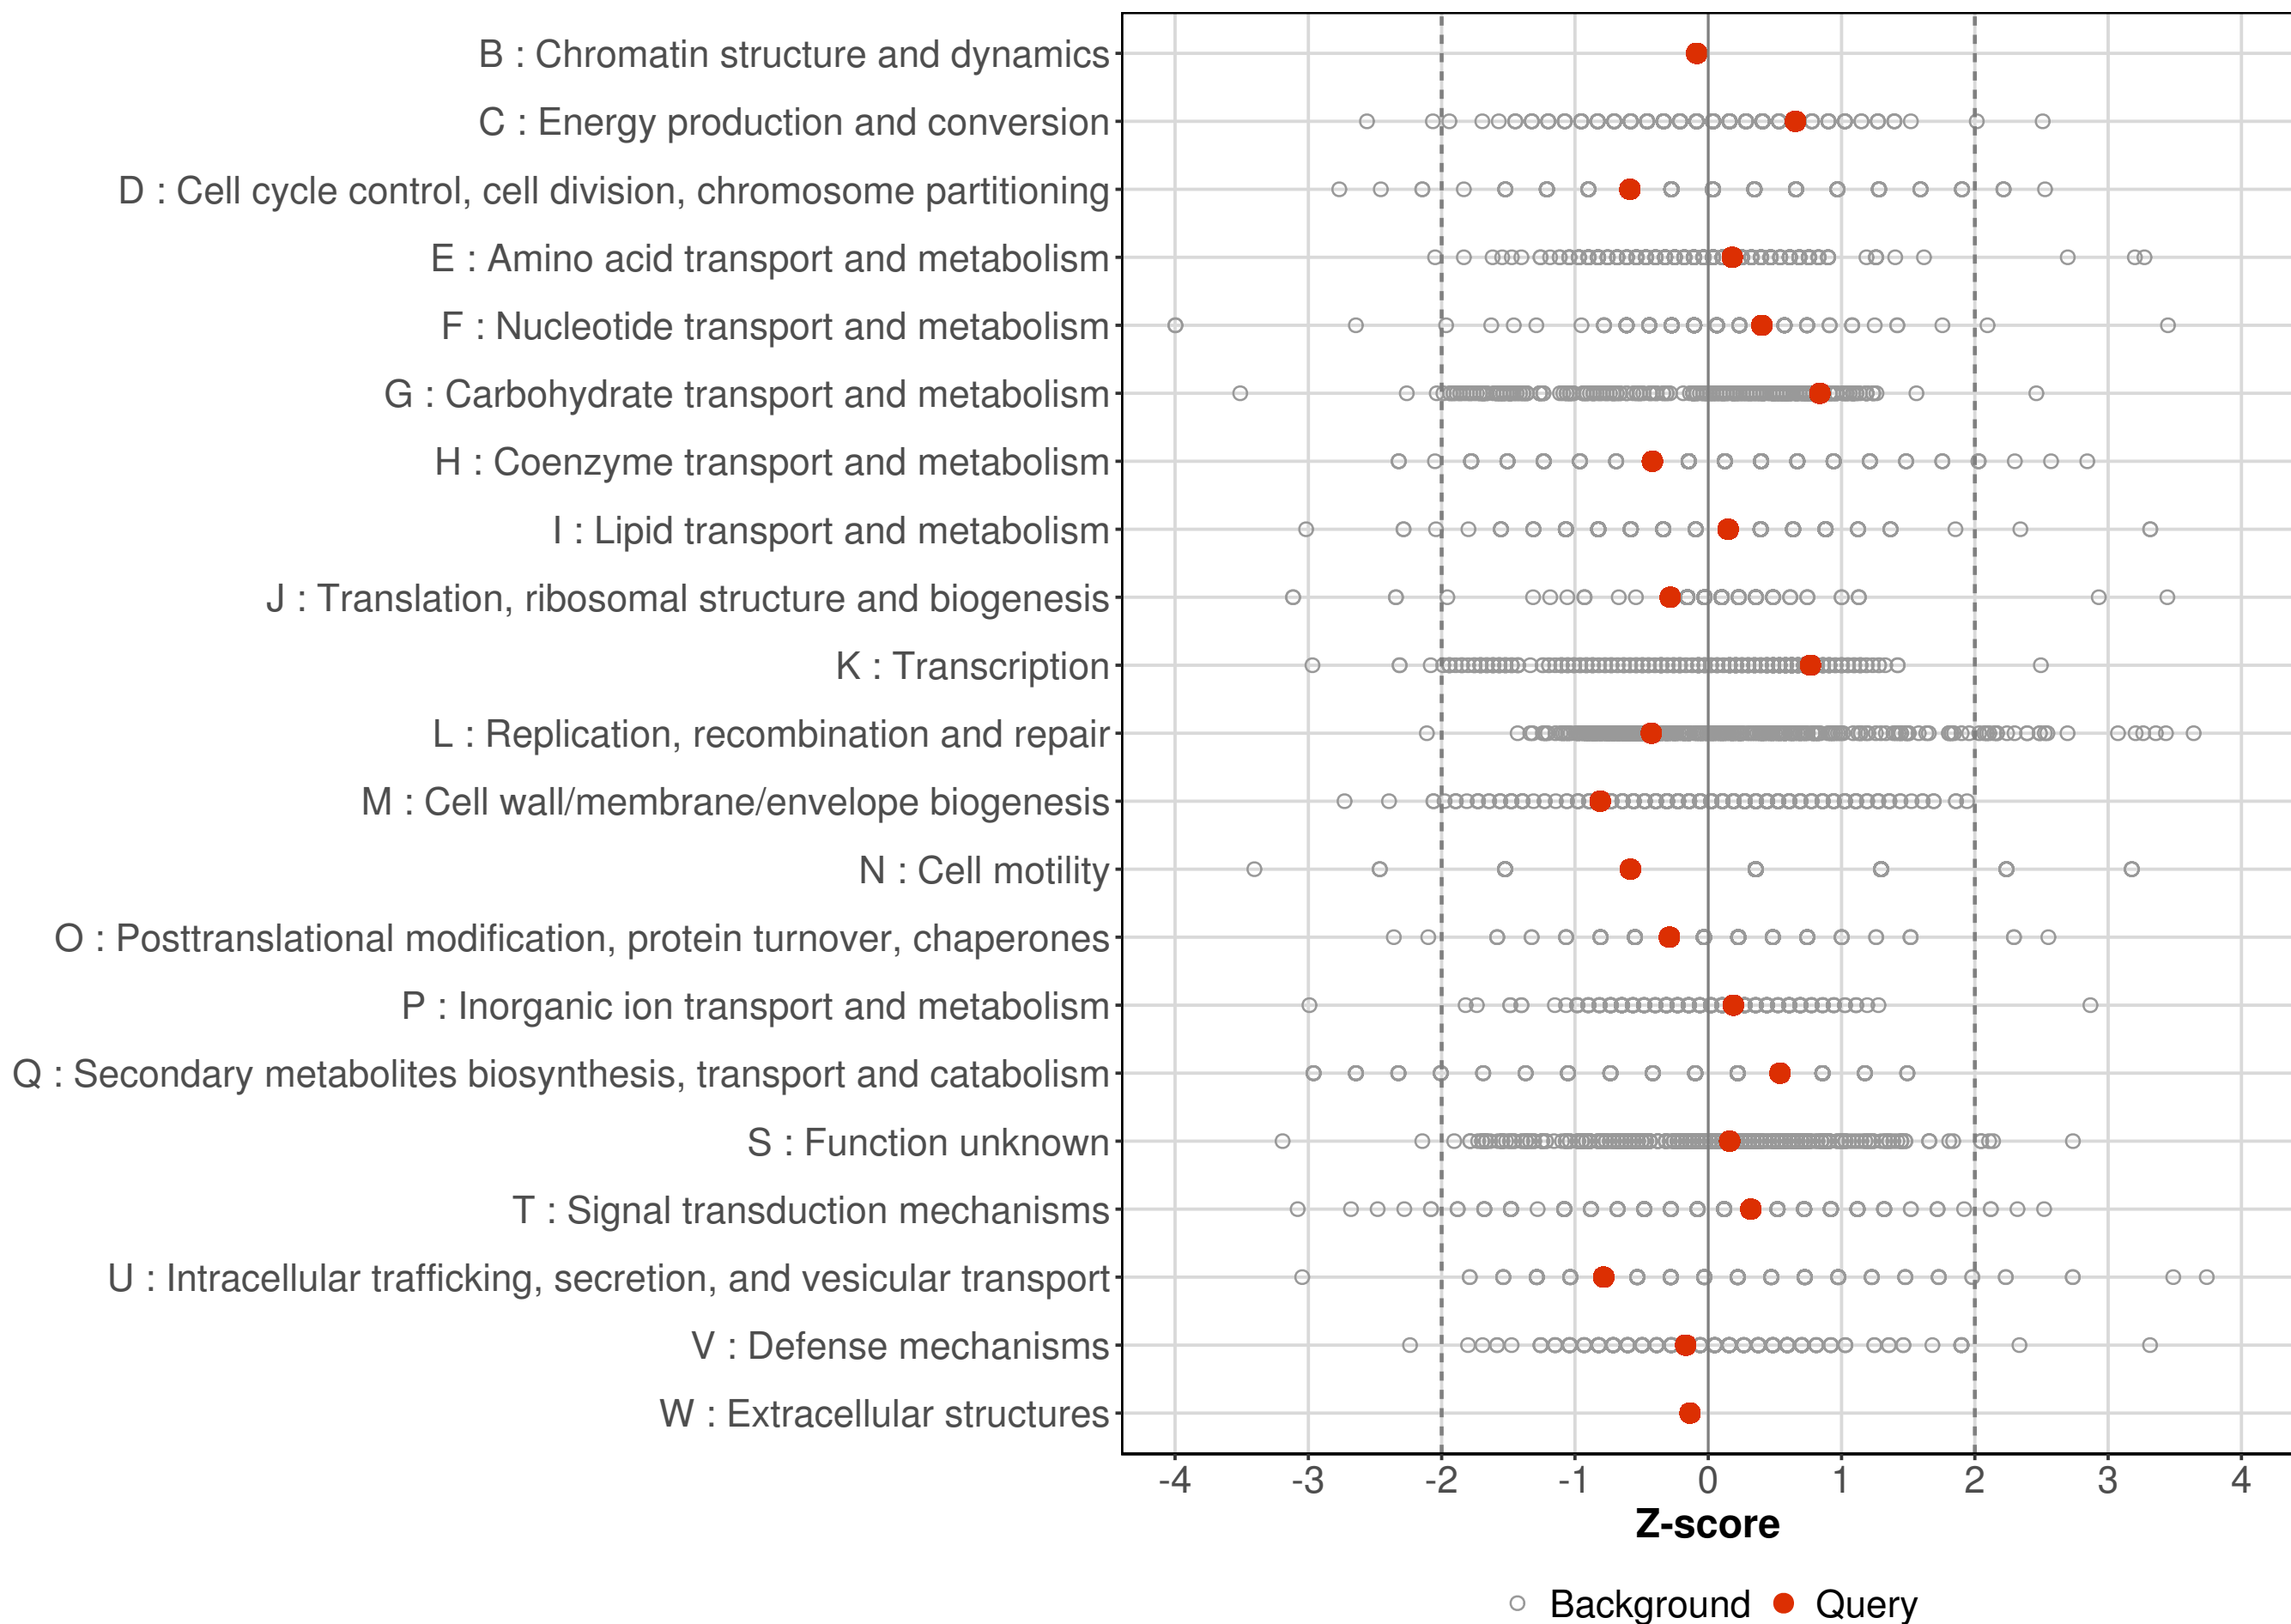 B : Chromatin structure and dynamics
C : Energy production and conversion
D : Cell cycle control, cell division, chromosome partitioning
E : Amino acid transport and metabolism
F : Nucleotide transport and metabolism
G : Carbohydrate transport and metabolism
H : Coenzyme transport and metabolism
I : Lipid transport and metabolism
J : Translation, ribosomal structure and biogenesis
K : Transcription
L : Replication, recombination and repair
M : Cell wall/membrane/envelope biogenesis
N : Cell motility
O : Posttranslational modification, protein turnover, chaperones
P : Inorganic ion transport and metabolism
Q : Secondary metabolites biosynthesis, transport and catabolism
S : Function unknown
T : Signal transduction mechanisms
U : Intracellular trafficking, secretion, and vesicular transport
V : Defense mechanisms
W : Extracellular structures
-4 -3 -2 -1 0 1 2 3 4
Z-score
Background Query